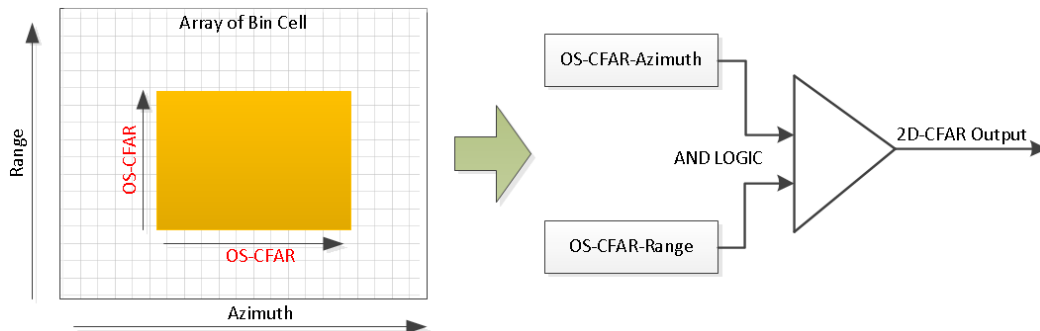 Array of Bin Cell
Range
OS-CFAR
OS-CFAR
Azimuth
OS-CFAR-Azimuth
AND LOGIC
OS-CFAR-Range
2D-CFAR Output